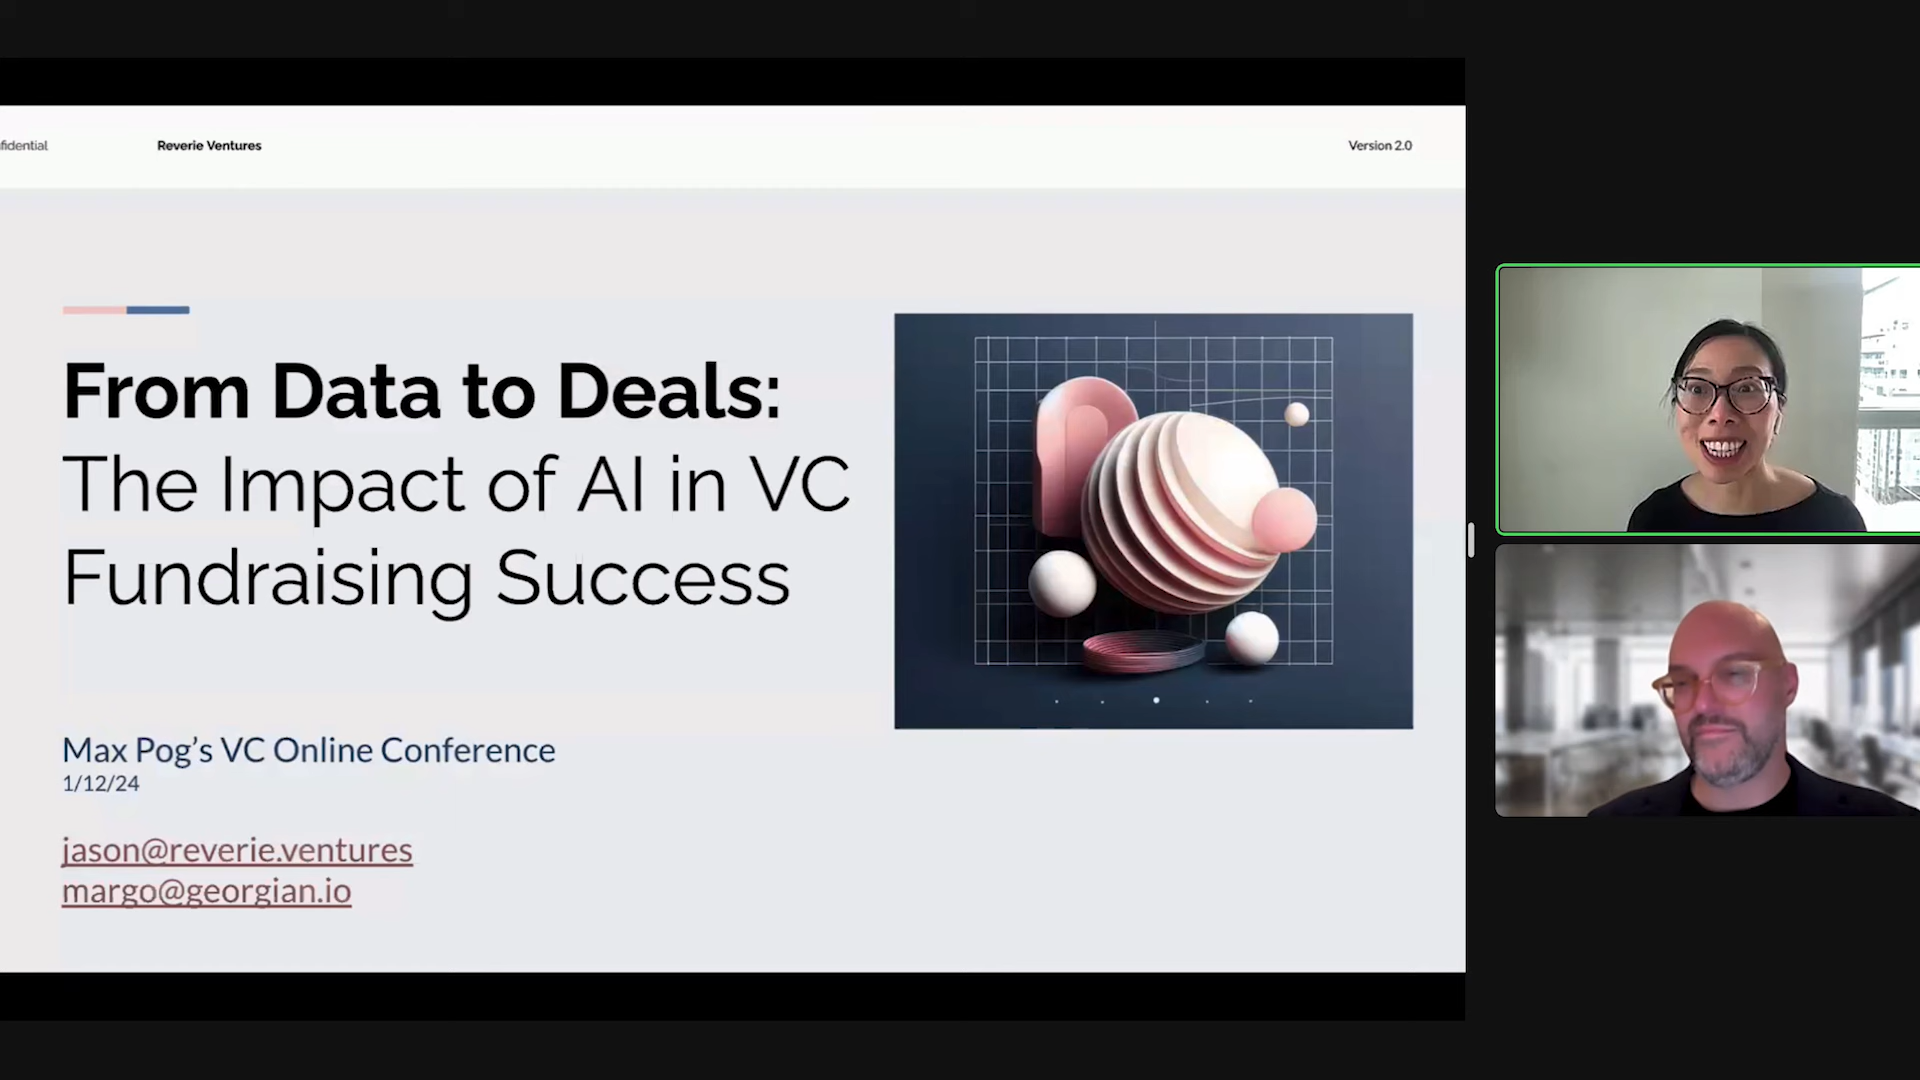 fidential
Reverie Ventures
Version 2.0
From Data to Deals:
The Impact of AI in VC
Fundraising Success
Max Pog’s VC Online Conference
1/12/24
jason@reverie.ventures
margo@georgian.io